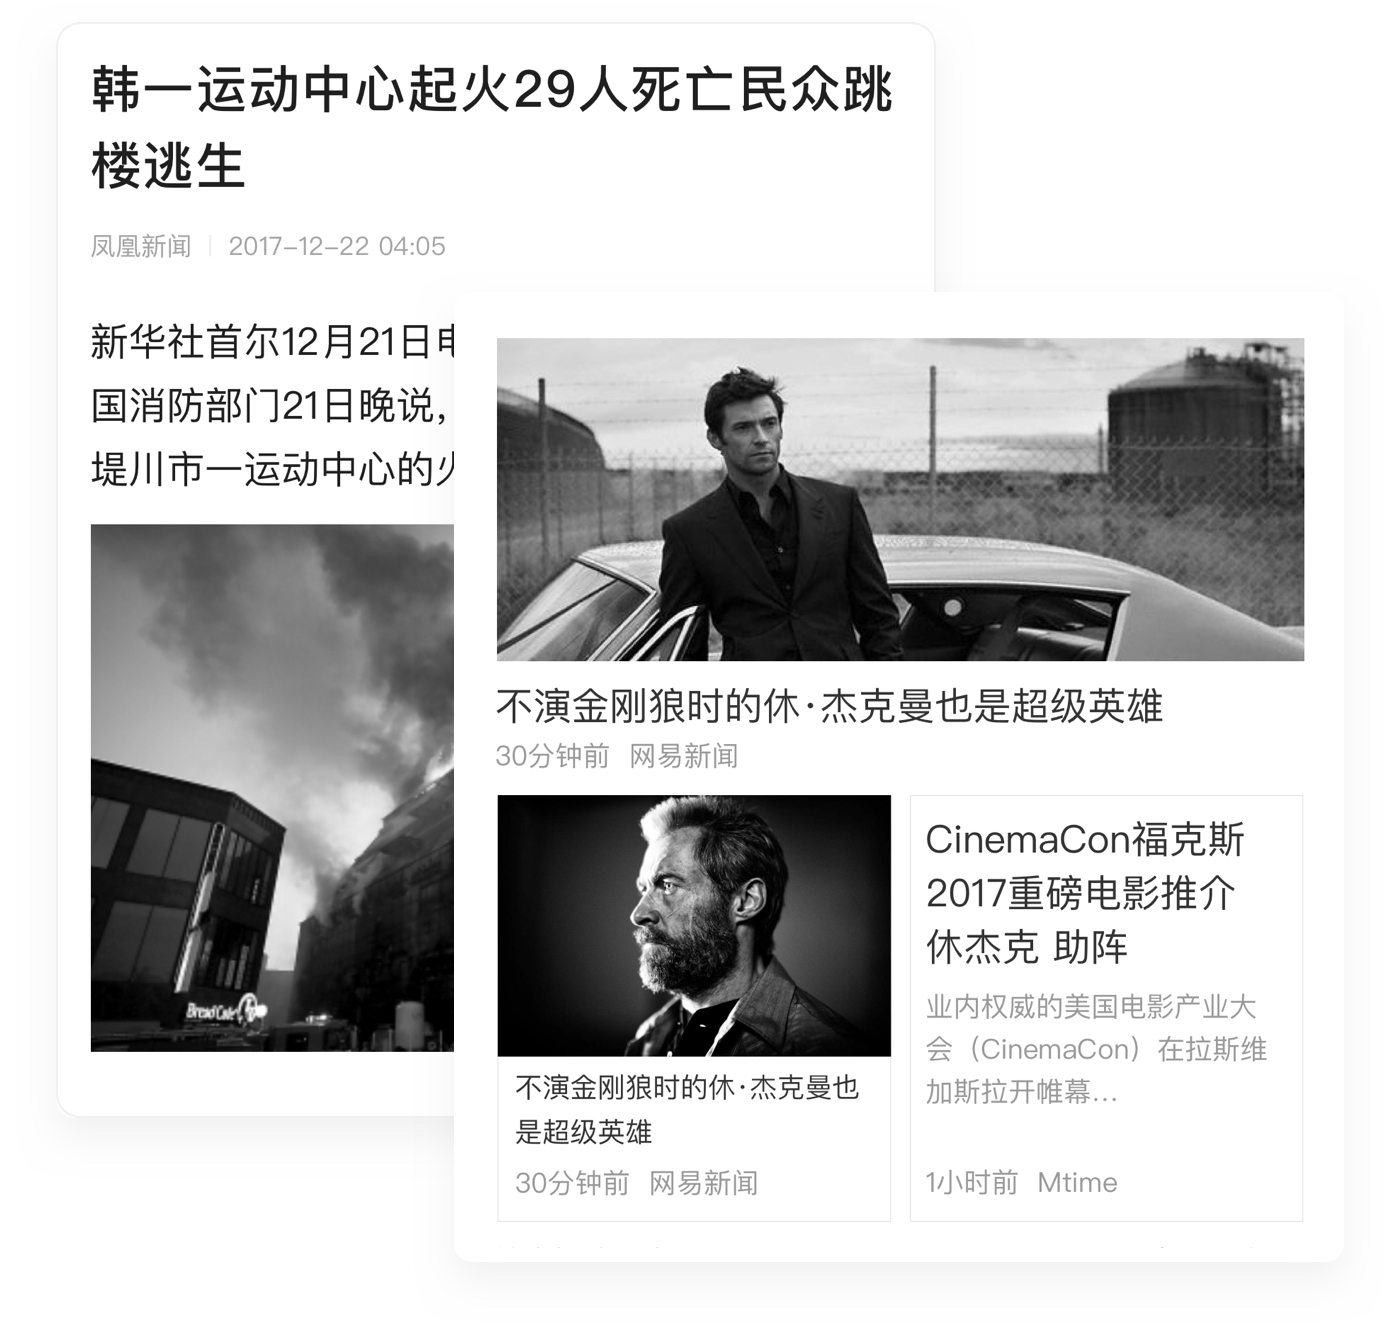 韩一运动中心起火29人死亡民众跳
楼逃生
凤凰新闻 2017-12-22 04:05
新华社首尔12月21日电
国消防部门21日晚说，
堤川市一运动中心的火
不演金刚狼时的休·杰克曼也是超级英雄
30分钟前 网易新闻
不演金刚狼时的休·杰克曼也
是超级英雄
30分钟前 网易新闻
CinemaCon福克斯
2017重磅电影推介
休杰克 助阵
业内权威的美国电影产业大
会（CinemaCon）在拉斯维
加斯拉开帷幕...
1小时前 Mtime